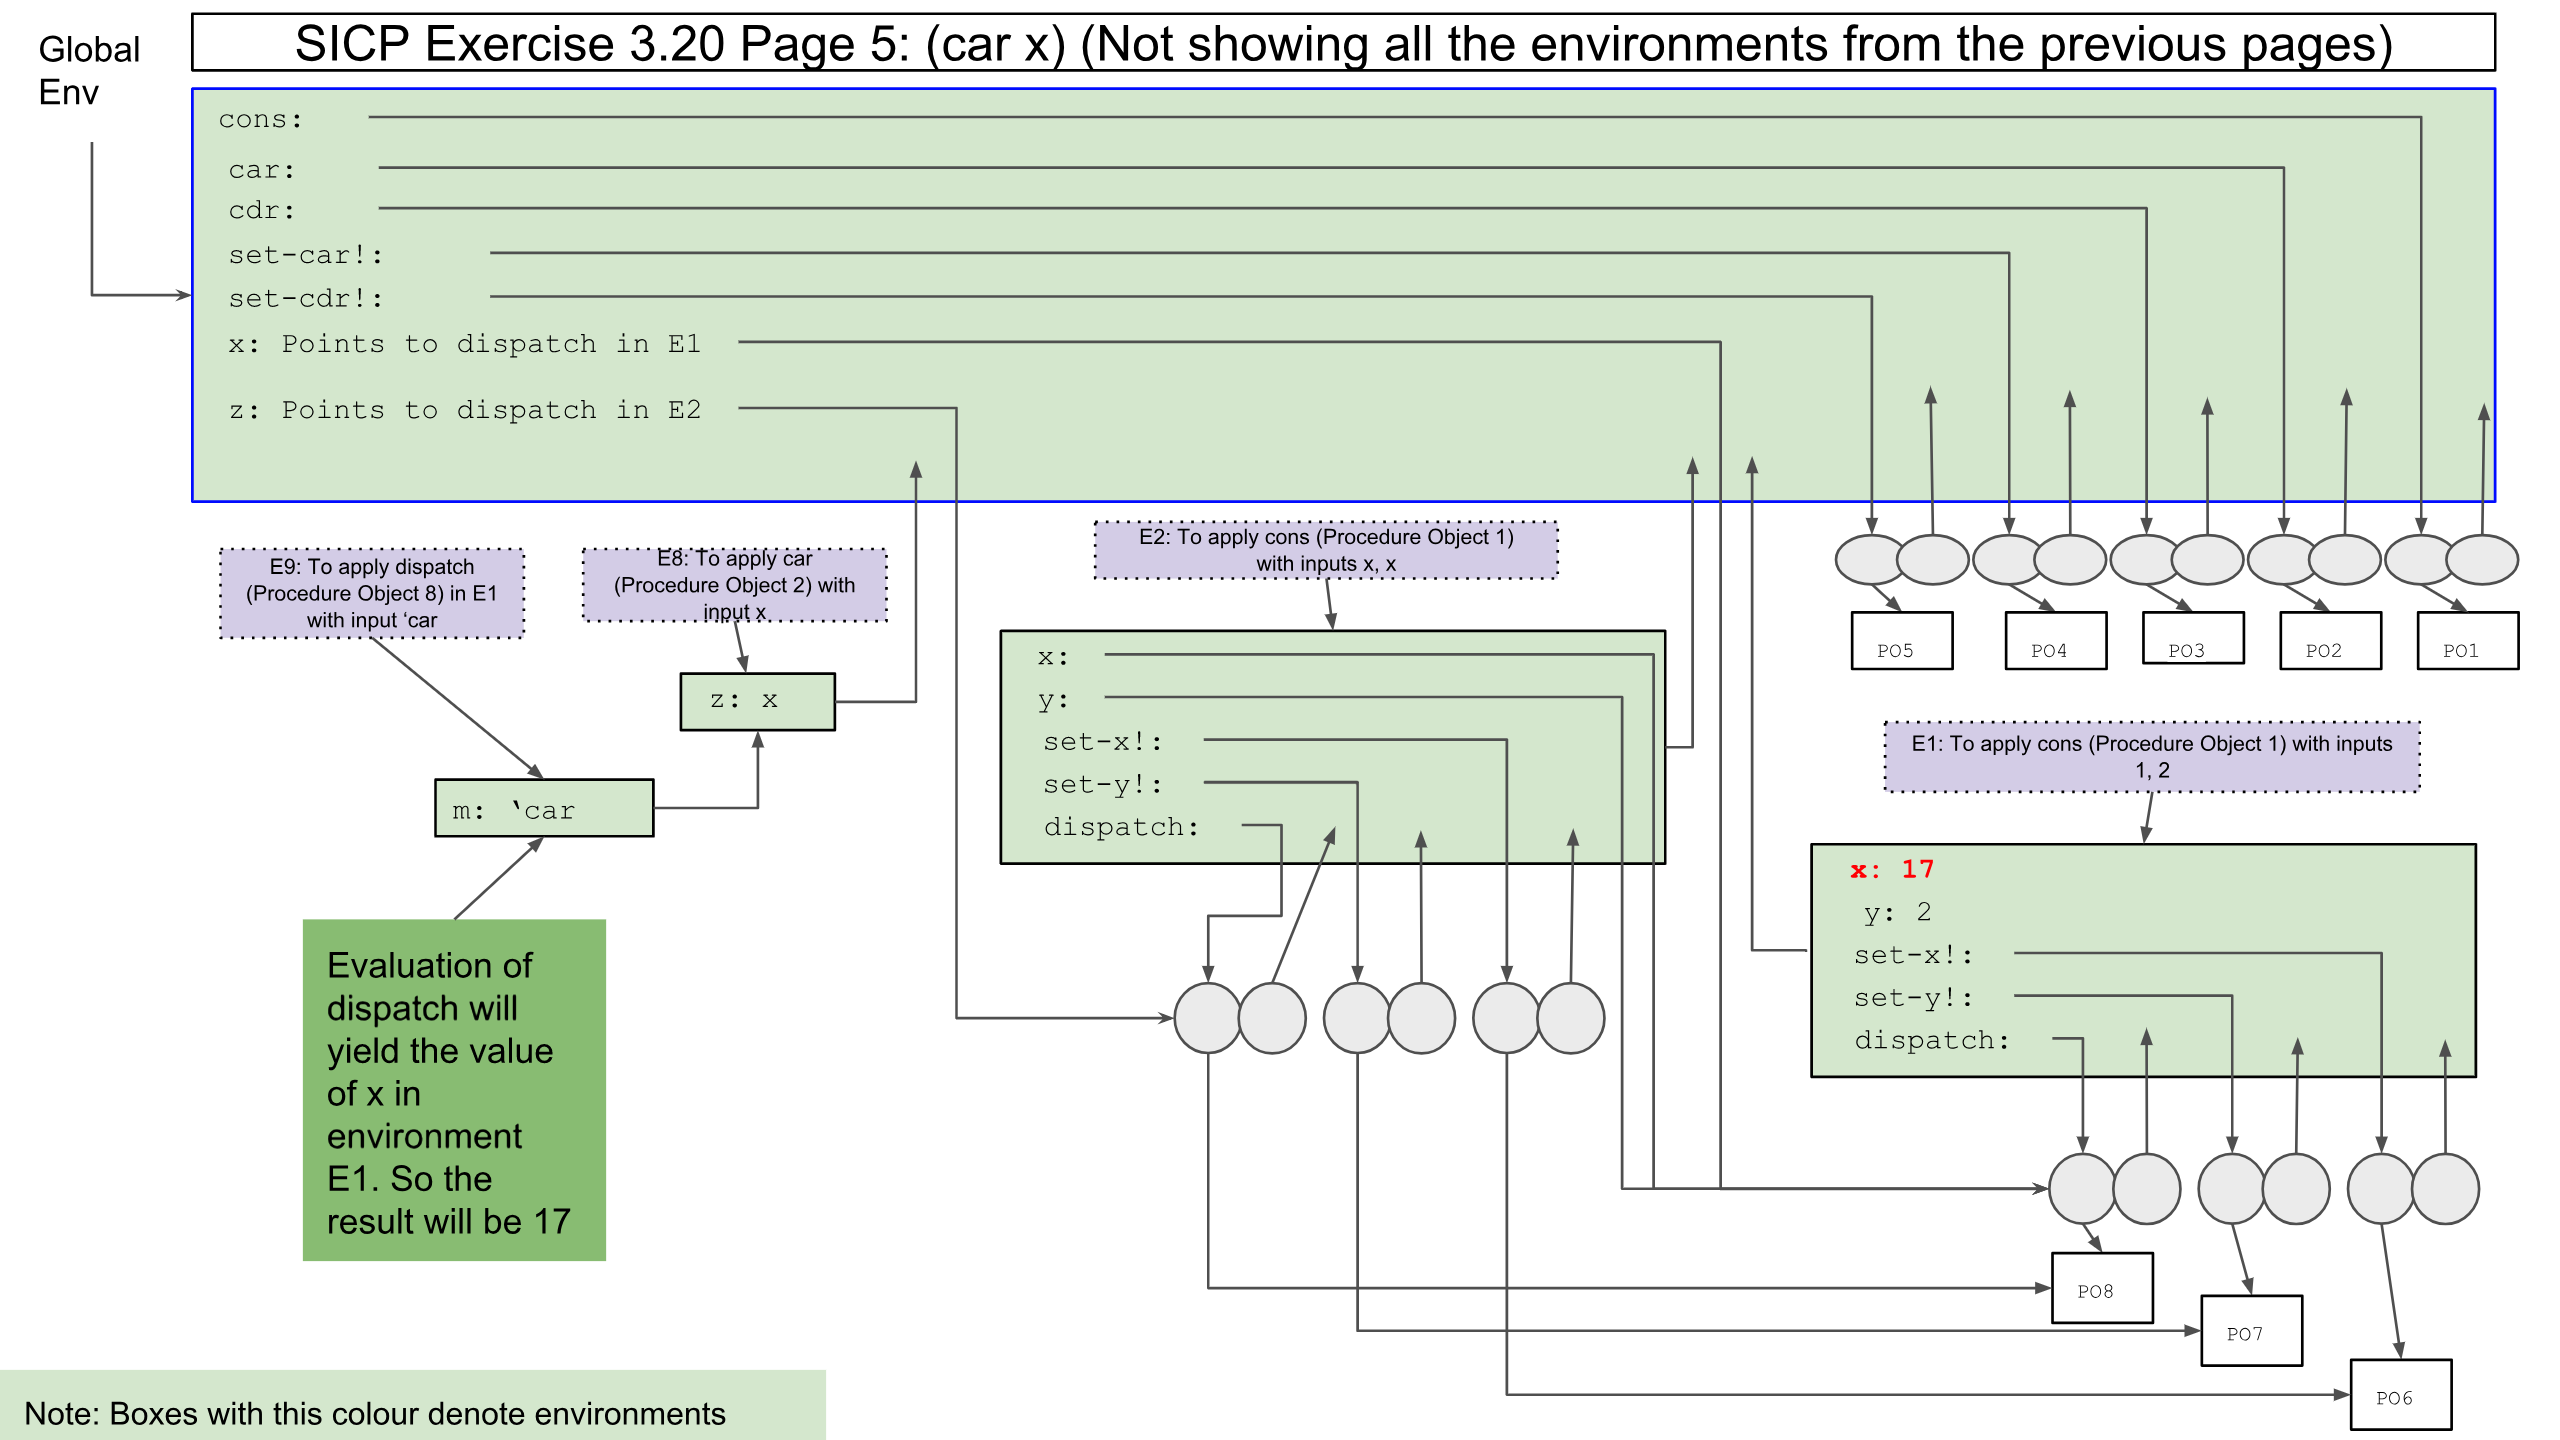 SICP Exercise 3.20 Page 5: (car x) (Not showing all the environments from the previous pages)
Global
Env
cons:
car:
cdr:
set-car!:
set-cdr!:
x: Points to dispatch in E1
z: Points to dispatch in E2
E9: To apply dispatch
(Procedure Object 8) in E1
with input ‘car
E8: To apply car
(Procedure Object 2) with
input x
E2: To apply cons (Procedure Object 1)
with inputs x, x
PO5
PO4
PO3
PO2
PO1
z: x
x:
y:
set-x!:
set-y!:
dispatch:
m: ‘car
E1: To apply cons (Procedure Object 1) with inputs
1, 2
x: 17
y: 2
set-x!:
set-y!:
dispatch:
Evaluation of
dispatch will
yield the value
of x in
environment
E1. So the
result will be 17
PO8
PO7
PO6
Note: Boxes with this colour denote environments